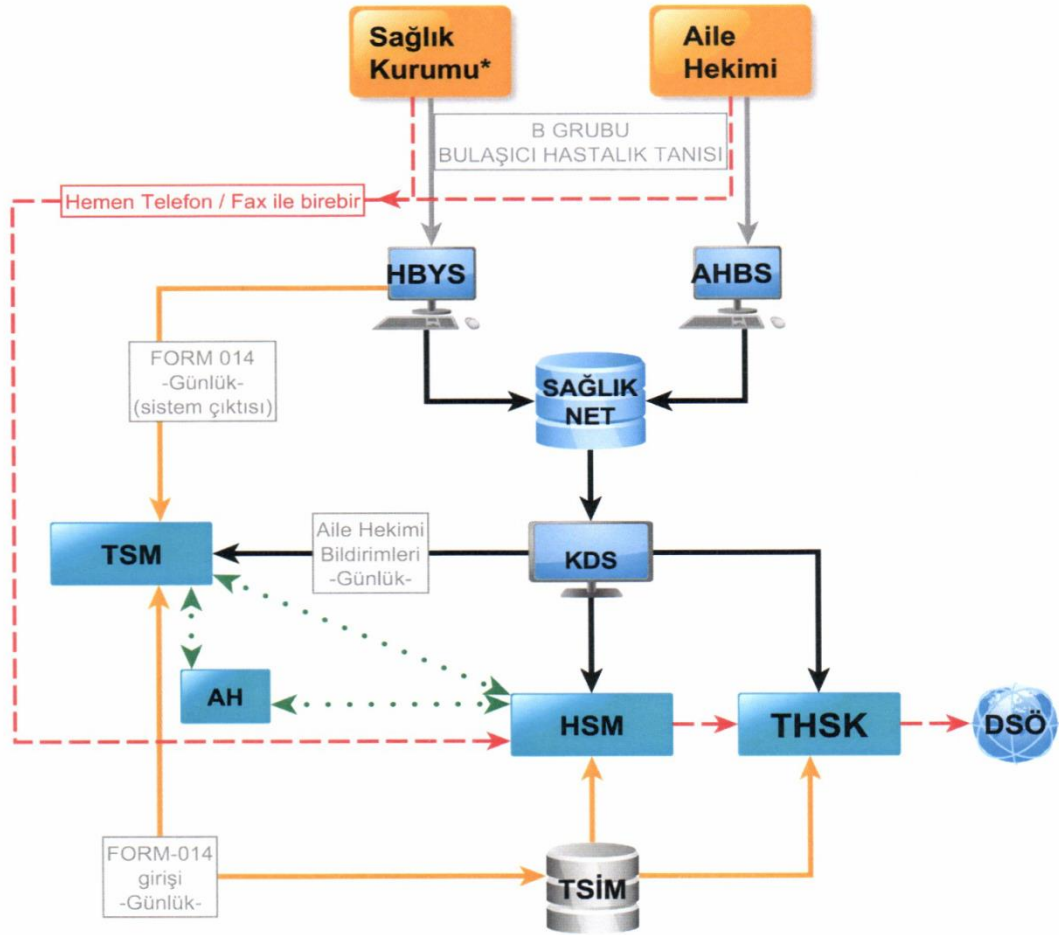 Sağlık
Kurumu*
Aile
Hekimi
B GRUBU
BULAŞICI HASTALIK TANISI
Hemen Telefon / Fax ile birebir
HBYS
AHBS
FORM 014
-Günlük-
(sistem çıktısı)
SAĞLIK
NET
TSM
Aile Hekimi
Bildirimleri
-Günlük-
KDS
AH
HSM
THSK
DSÖ
FORM-014
girişi
-Günlük-
TSİM